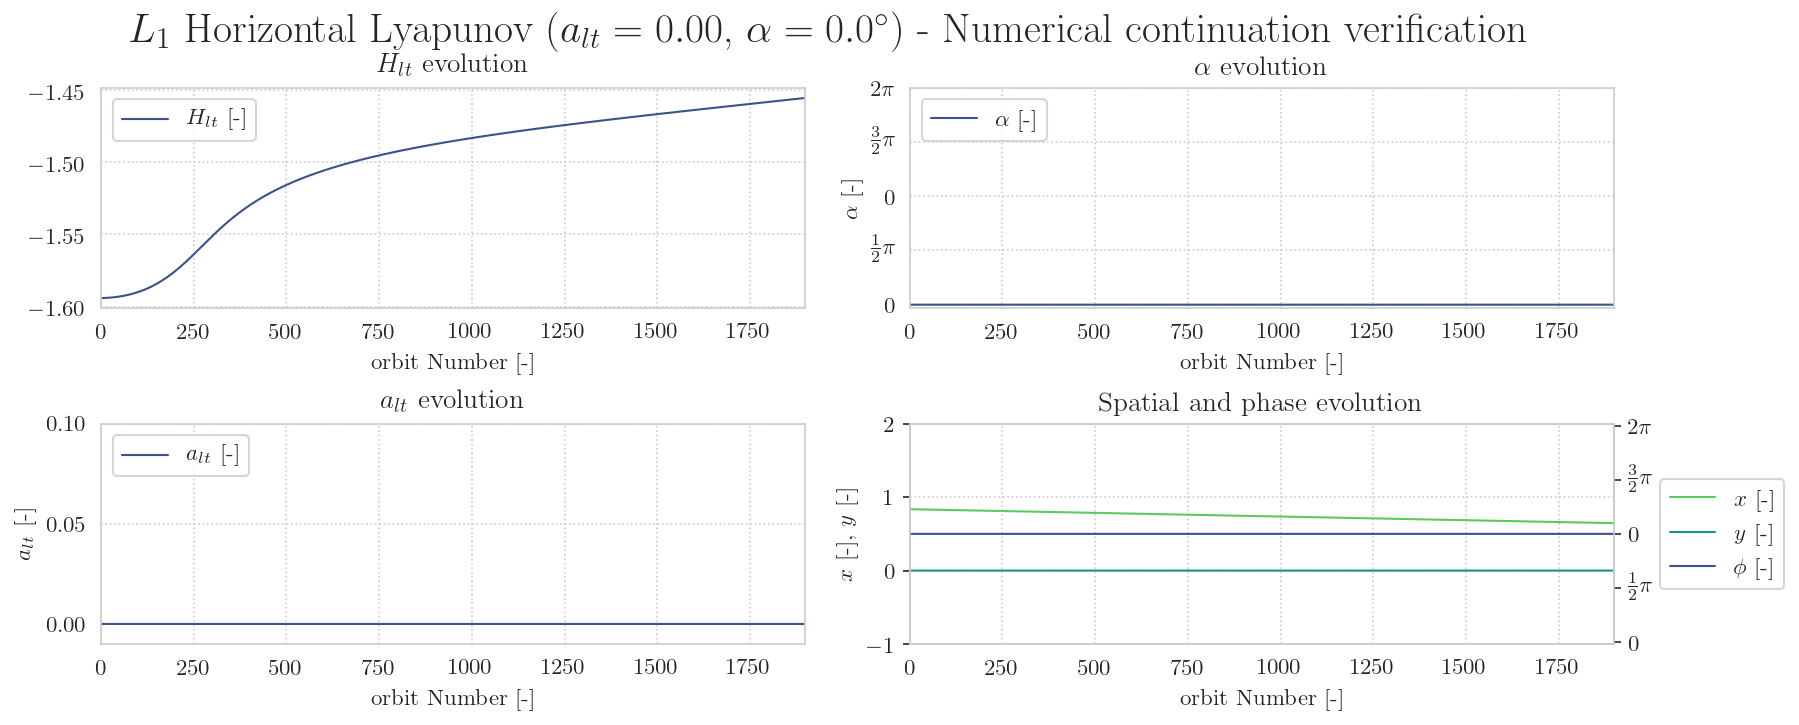 L₁ Horizontal Lyapunov (aₗₜ = 0.00, α = 0.0°) - Numerical continuation verification
Hₗₜ evolution
−1.45
−1.50
−1.55
−1.60
Hₗₜ [-]
0 250 500 750 1000 1250 1500 1750
orbit Number [-]
α evolution
α [-]
2π
3/2π
0
1/2π
0
α [-]
0 250 500 750 1000 1250 1500 1750
orbit Number [-]
aₗₜ evolution
aₗₜ [-]
0.10
0.05
0.00
aₗₜ [-]
0 250 500 750 1000 1250 1500 1750
orbit Number [-]
Spatial and phase evolution
x [-], y [-]
2
1
0
−1
2π
3/2π
0
1/2π
0
x [-]
y [-]
ϕ [-]
0 250 500 750 1000 1250 1500 1750
orbit Number [-]